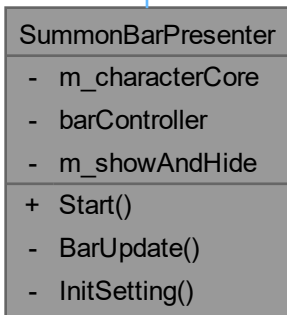 SummonBarPresenter
- m_characterCore
- barController
- m_showAndHide
+ Start()
- BarUpdate()
- InitSetting()